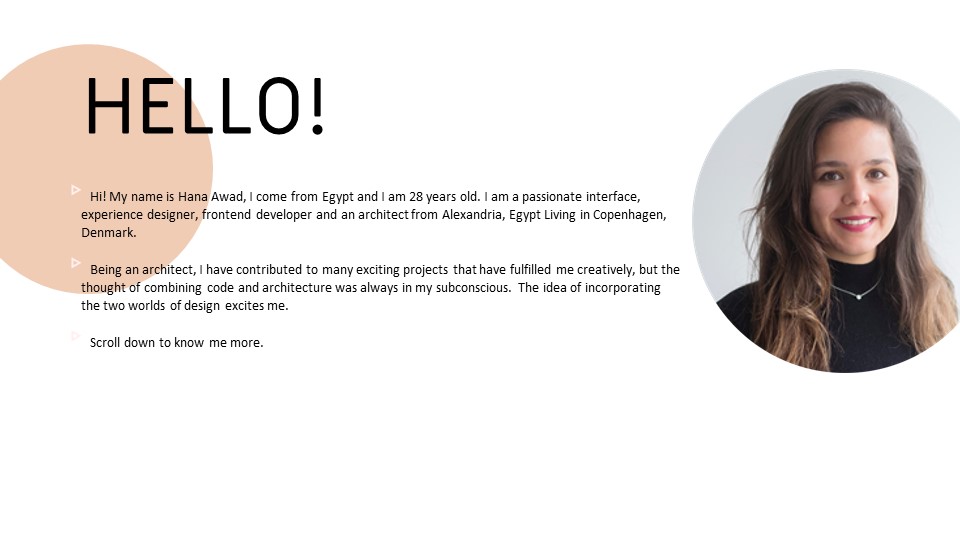 HELLO!
Hi! My name is Hana Awad, I come from Egypt and I am 28 years old. I am a passionate interface,
experience designer, frontend developer and an architect from Alexandria, Egypt Living in Copenhagen,
Denmark.
Being an architect, I have contributed to many exciting projects that have fulfilled me creatively, but the
thought of combining code and architecture was always in my subconscious. The idea of incorporating
the two worlds of design excites me.
Scroll down to know me more.